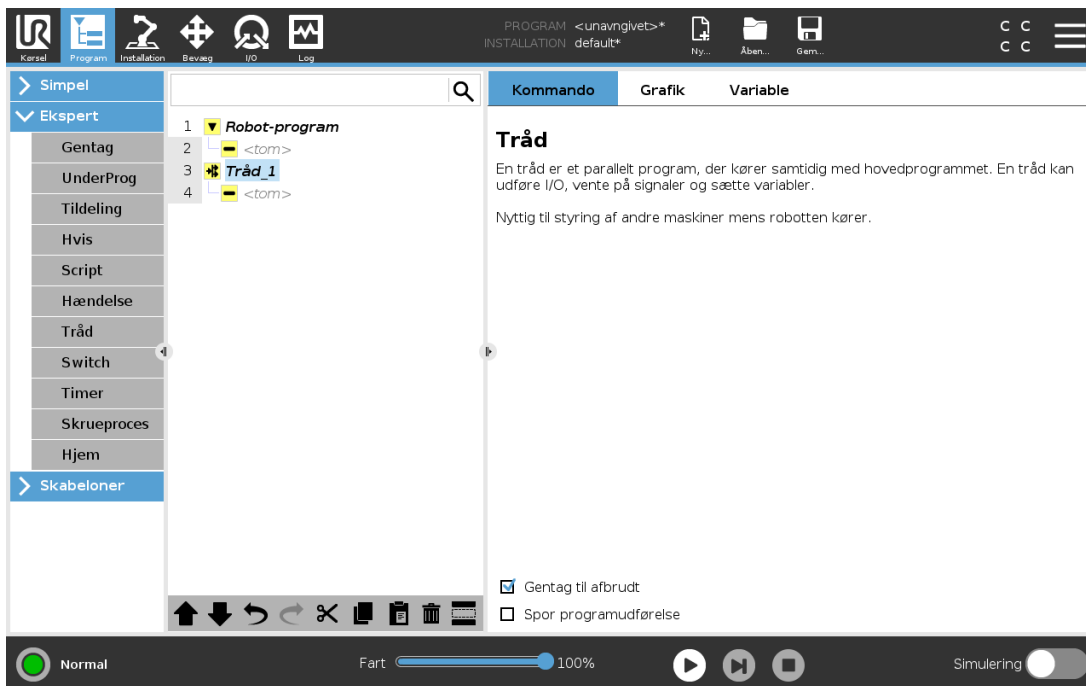 PROGRAM <unavngivet>*
INSTALLATION default*
UR
Kørsel
Program
Installation
Bevæg
I/O
Log
Ny...
Åben...
Gem...
C C
C C
Simpel
Ekspert
Gentag
UnderProg
Tildeling
Hvis
Script
Hændelse
Tråd
Switch
Timer
Skrueproces
Hjem
Skabeloner
1 Robot-program
2 <tom>
3 Tråd_1
4 <tom>
Kommando Grafik Variable
Tråd
En tråd er et parallelt program, der kører samtidig med hovedprogrammet. En tråd kan
udføre I/O, vente på signaler og sætte variabler.
Nyttig til styring af andre maskiner mens robotten kører.
Gentag til afbrudt
Spor programudførelse
Normal
Fart 100%
Simulering